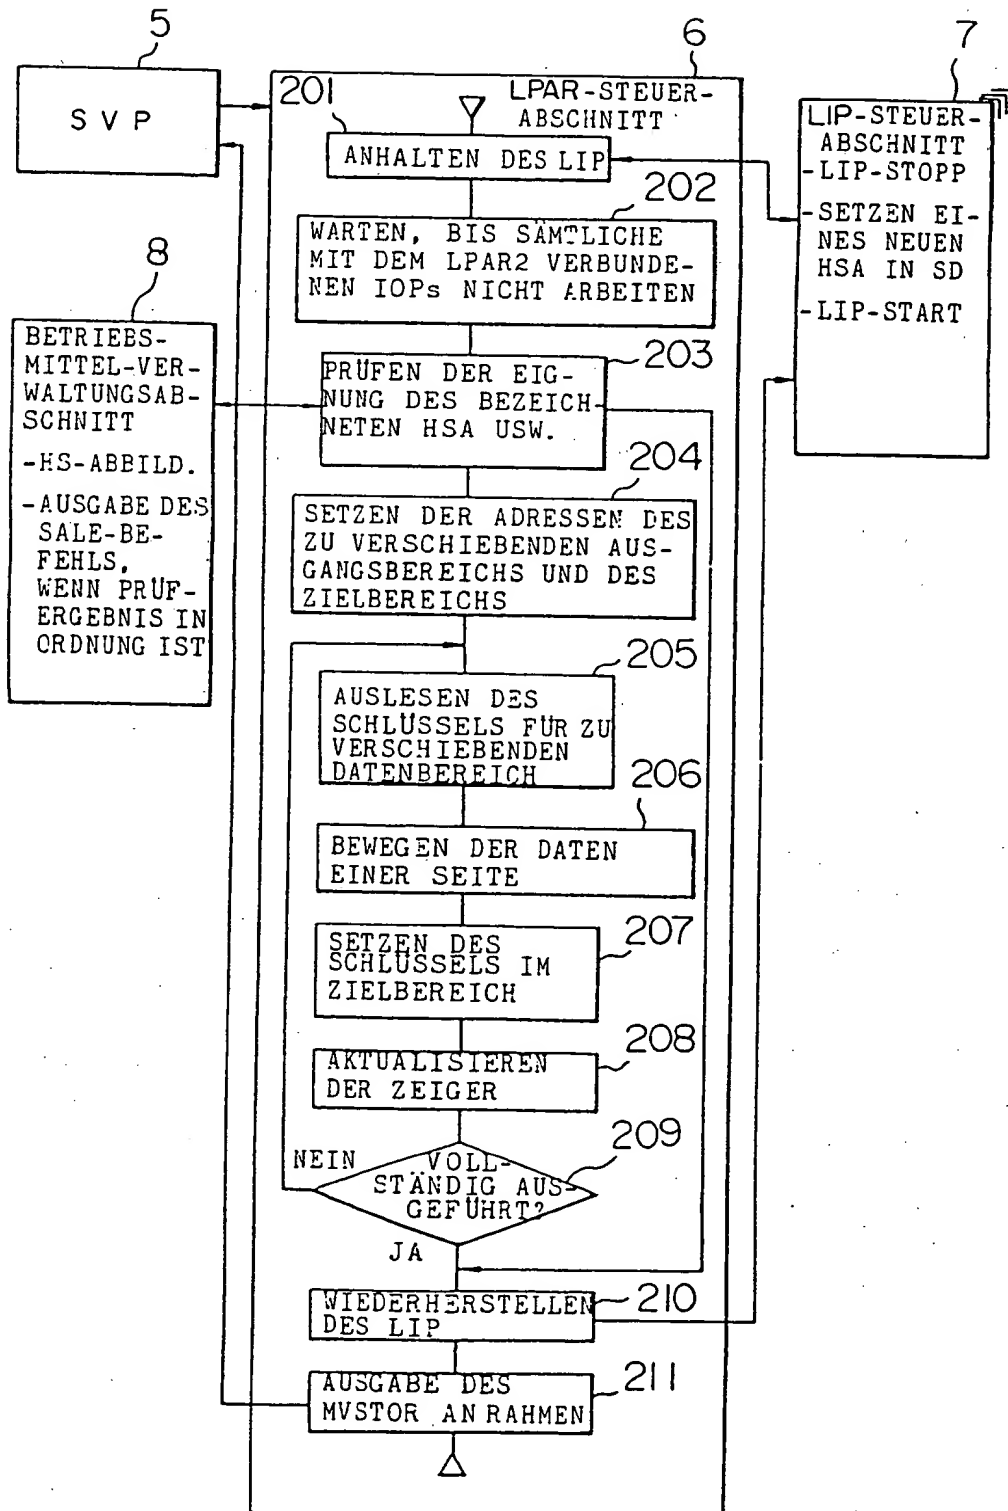 5
SVP
6
LPAR-STEUER-
ABSCHNITT
7
LIP-STEUER-
ABSCHNITT
-LIP-STOPP
-SETZEN EI-
NES NEUEN
HSA IN SD
-LIP-START
201
ANHALTEN DES LIP
202
WARTEN, BIS SÄMTLICHE
MIT DEM LPAR2 VERBUNDE-
NEN IOPs NICHT ARBEITEN
8
BETRIEBS-
MITTEL-VER-
WALTUNGSAB-
SCHNITT
-HS-ABBILD.
-AUSGABE DES
SALE-BE-
FEHLS,
WENN PRÜF-
ERGEBNIS IN
ORDNUNG IST
203
PRÜFEN DER EIG-
NUNG DES BEZEICH-
NETEN HSA USW.
204
SETZEN DER ADRESSEN DES
ZU VERSCHIEBENDEN AUS-
GANGSBEREICHS UND DES
ZIELBEREICHS
205
AUSLESEN DES
SCHLÜSSELS FÜR ZU
VERSCHIEBENDEN
DATENBEREICH
206
BEWEGEN DER DATEN
EINER SEITE
207
SETZEN DES
SCHLÜSSELS IM
ZIELBEREICH
208
AKTUALISIEREN
DER ZEIGER
209
NEIN
VOLL-
STÄNDIG AUS-
GEFÜHRT?
JA
210
WIEDERHERSTELLEN
DES LIP
211
AUSGABE DES
MVSTOR AN RAHMEN